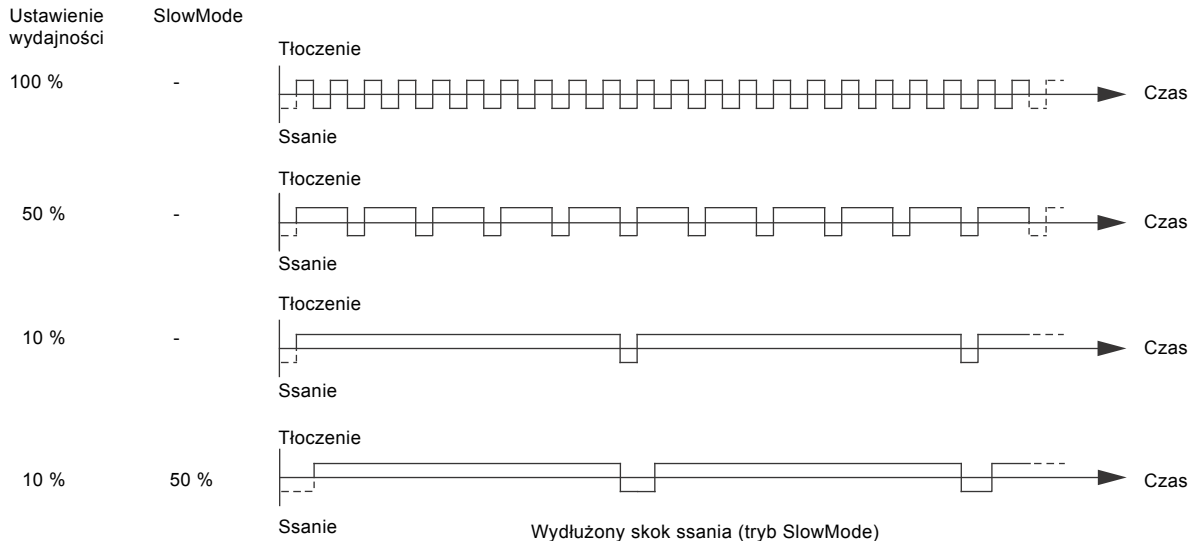 Ustawienie wydajności
SlowMode
Tłoczenie
100 %
-
Czas
Ssanie
Tłoczenie
50 %
-
Czas
Ssanie
Tłoczenie
10 %
-
Czas
Ssanie
Tłoczenie
10 %
50 %
Czas
Ssanie
Wydłużony skok ssania (tryb SlowMode)